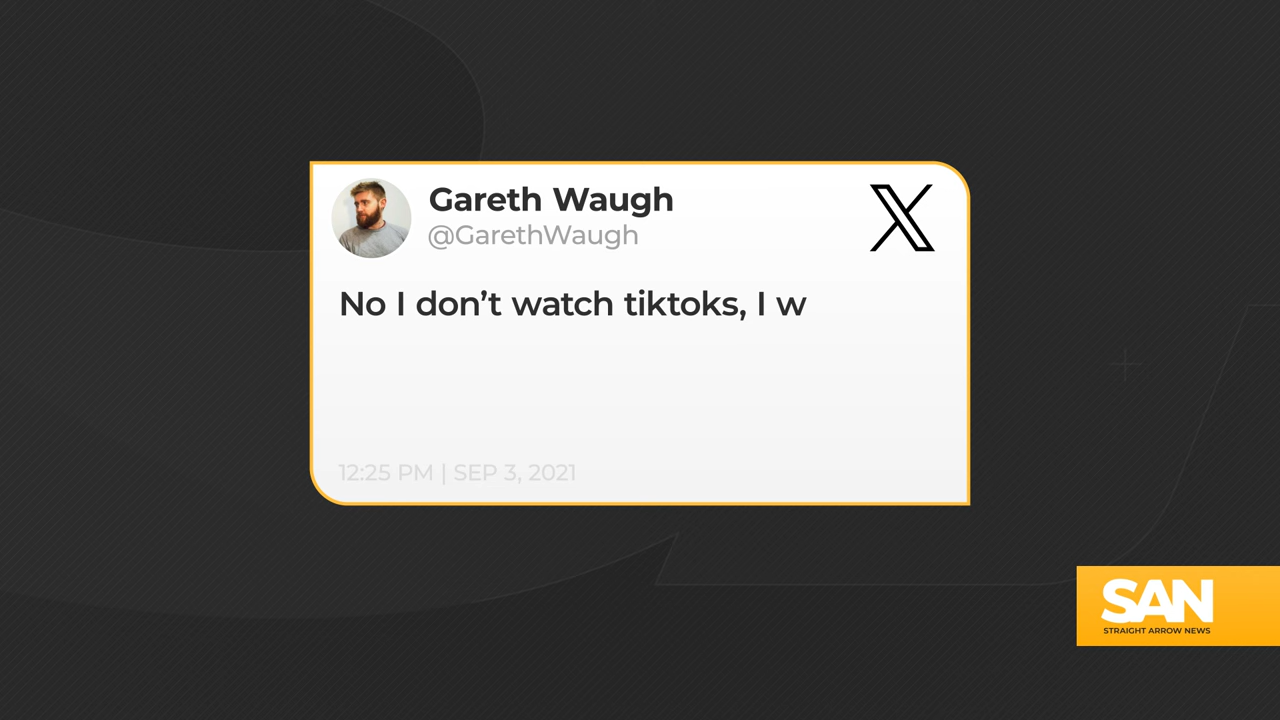 Gareth Waugh
@GarethWaugh
No I don’t watch tiktoks, I w
12:25 PM | SEP 3, 2021
SAN
STRAIGHT ARROW NEWS